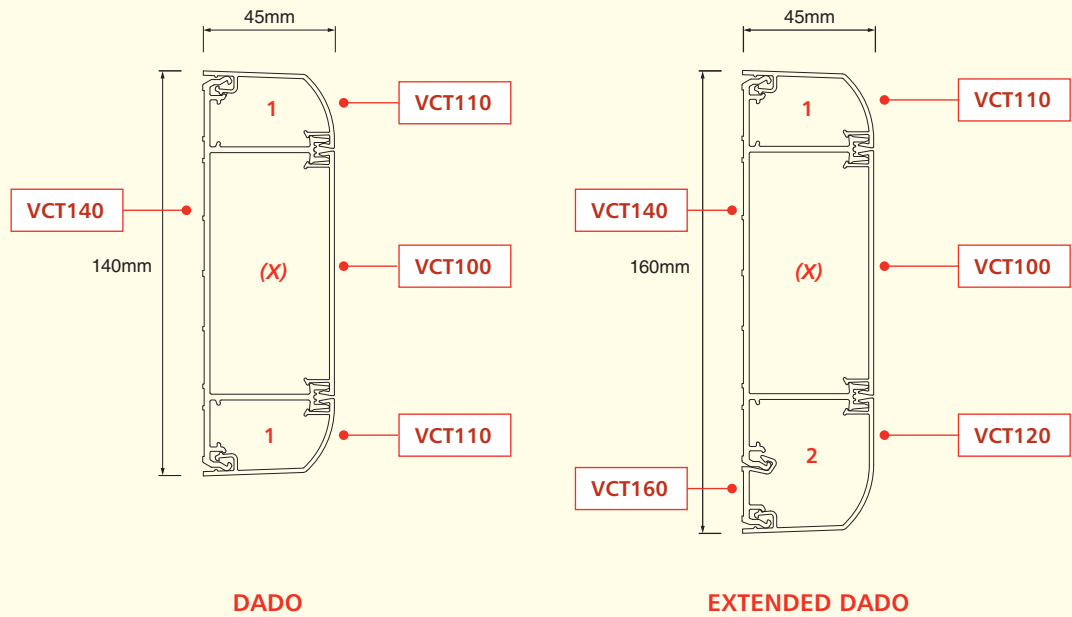 45mm
1
VCT110
VCT140
140mm
(X)
VCT100
1
VCT110
DADO
45mm
1
VCT110
VCT140
160mm
(X)
VCT100
2
VCT120
VCT160
EXTENDED DADO